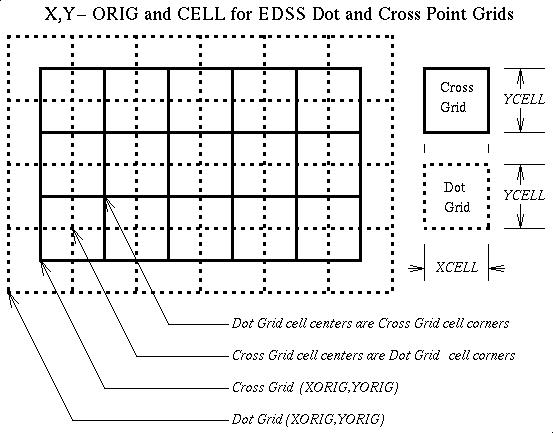 X,Y– ORIG and CELL for EDSS Dot and Cross Point Grids
Cross
Grid
YCELL
Dot
Grid
YCELL
XCELL
Dot Grid cell centers are Cross Grid cell corners
Cross Grid cell centers are Dot Grid cell corners
Cross Grid (XORIG,YORIG)
Dot Grid (XORIG,YORIG)